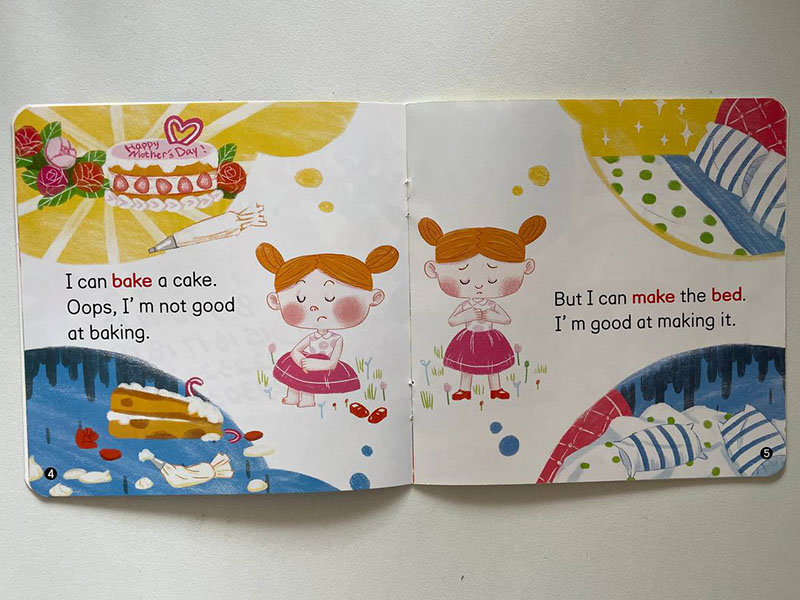 Happy
Mother's Day!
I can bake a cake.
Oops, I'm not good
at baking.
4
But I can make the bed.
I'm good at making it.
5